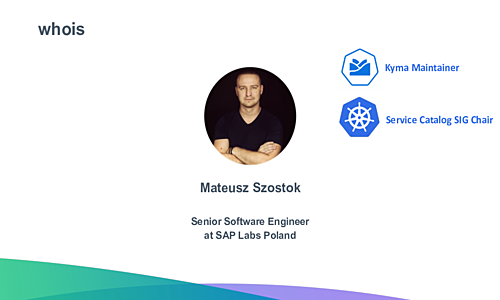 whois
Kyma Maintainer
Service Catalog SIG Chair
Mateusz Szostok
Senior Software Engineer
at SAP Labs Poland